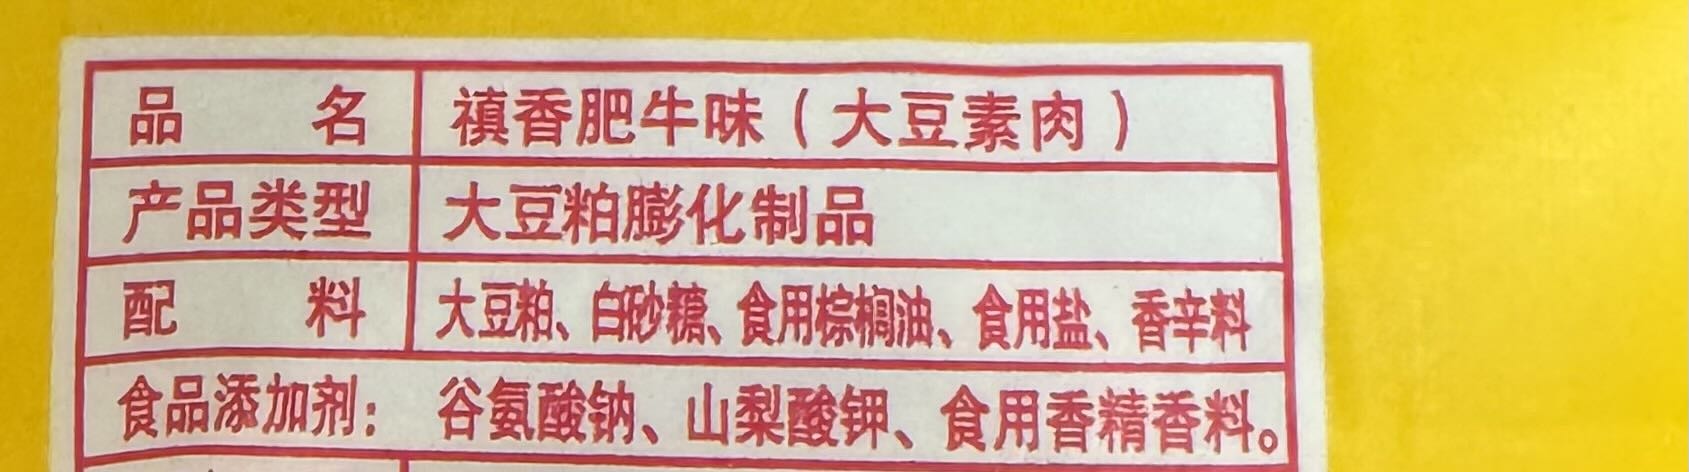 品名 禛香肥牛味(大豆素肉)
产品类型 大豆粕膨化制品
配料 大豆粕、白砂糖、食用棕榈油、食用盐、香辛料
食品添加剂: 谷氨酸钠、山梨酸钾、食用香精香料。